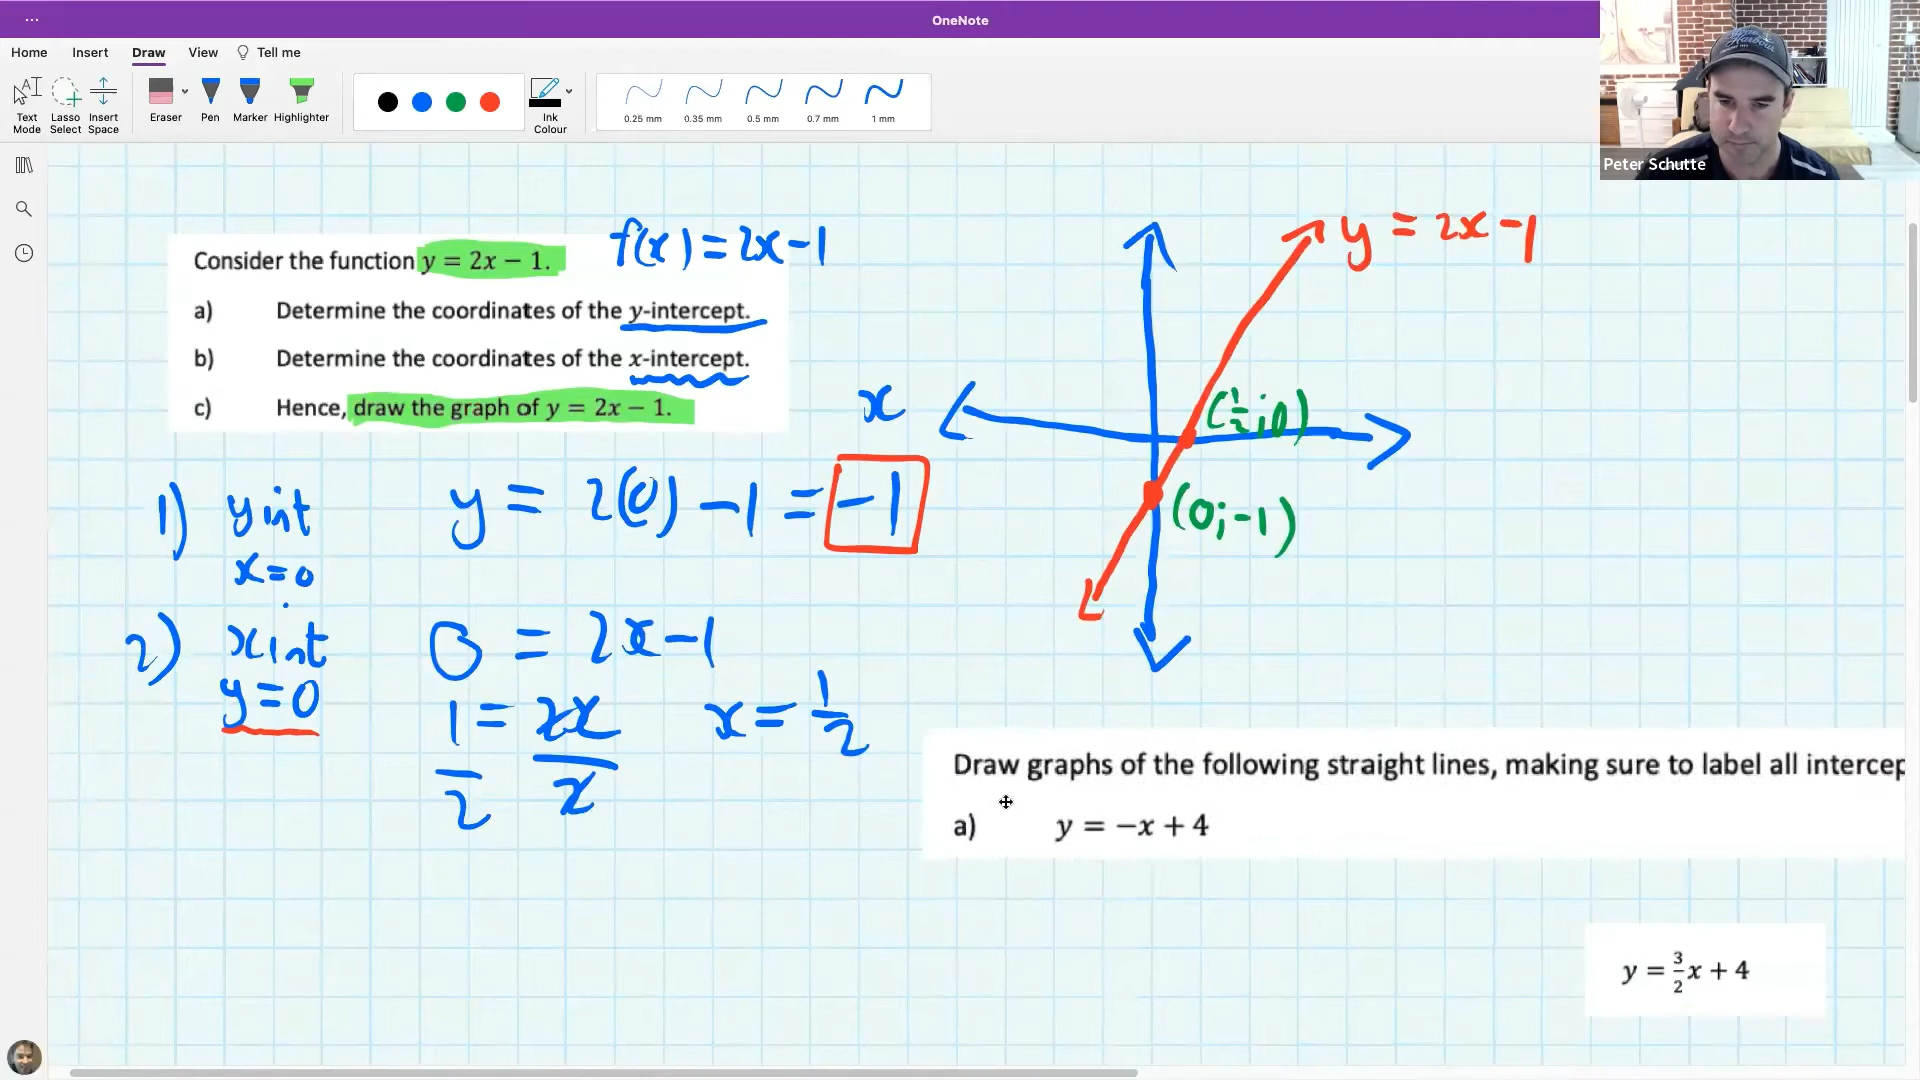 OneNote
Home Insert Draw View Tell me
Text Mode
Lasso Select
Insert Space
Eraser
Pen
Marker
Highlighter
Ink Colour
0.25 mm
0.35 mm
0.5 mm
0.7 mm
1 mm
Peter Schutte
Consider the function y = 2x − 1.
f(x) = 2x − 1
a) Determine the coordinates of the y-intercept.
b) Determine the coordinates of the x-intercept.
c) Hence, draw the graph of y = 2x − 1.
y = 2x − 1
x
(½;0)
(0;−1)
1) y int y = 2(0) − 1 = −1
x = 0
2) x int 0 = 2x − 1
y = 0
1/2 = 2x/2 x = 1/2
Draw graphs of the following straight lines, making sure to label all intercep
a) y = −x + 4
y = 3/2 x + 4